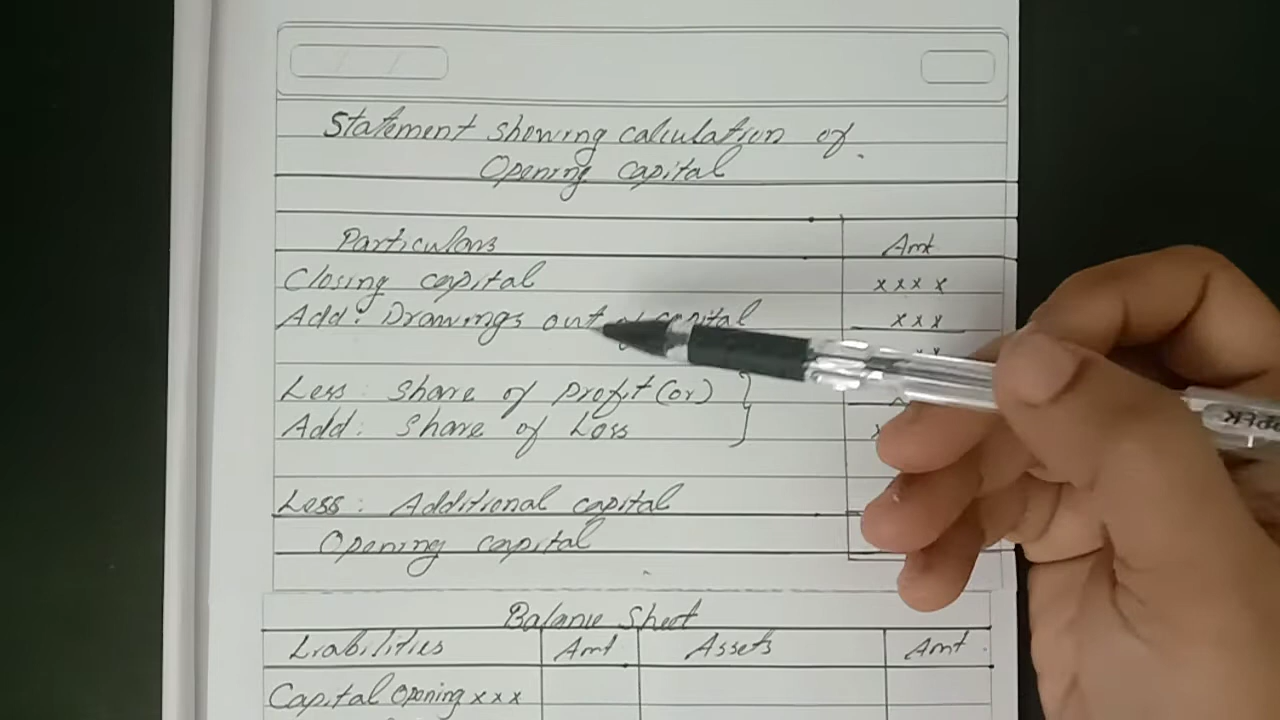 Statement showing calculation of
Opening capital
Particulars Amt
Closing capital xxxx
Add: Drawings out capital xxx
xx
Less: Share of Profit (or)
Add: Share of Loss x
Less: Additional capital
Opening capital
Balance Sheet
Liabilities Amt Assets Amt
Capital Opening xxx